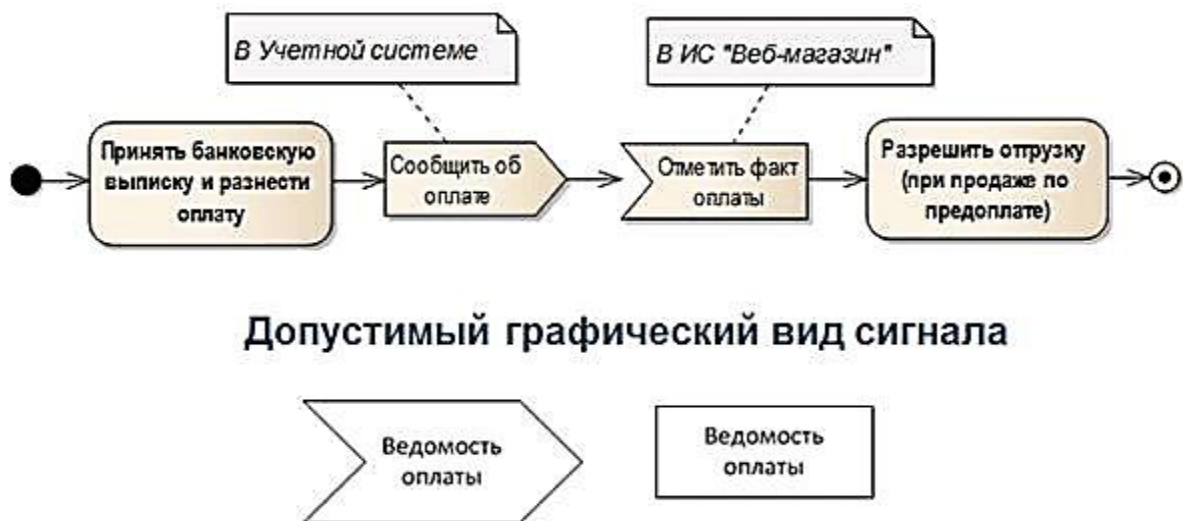 В Учетной системе
В ИС "Веб-магазин"
Принять банковскую
выписку и разнести
оплату
Сообщить об
оплате
Отметить факт
оплаты
Разрешить отгрузку
(при продаже по
предоплате)
Допустимый графический вид сигнала
Ведомость
оплаты
Ведомость
оплаты